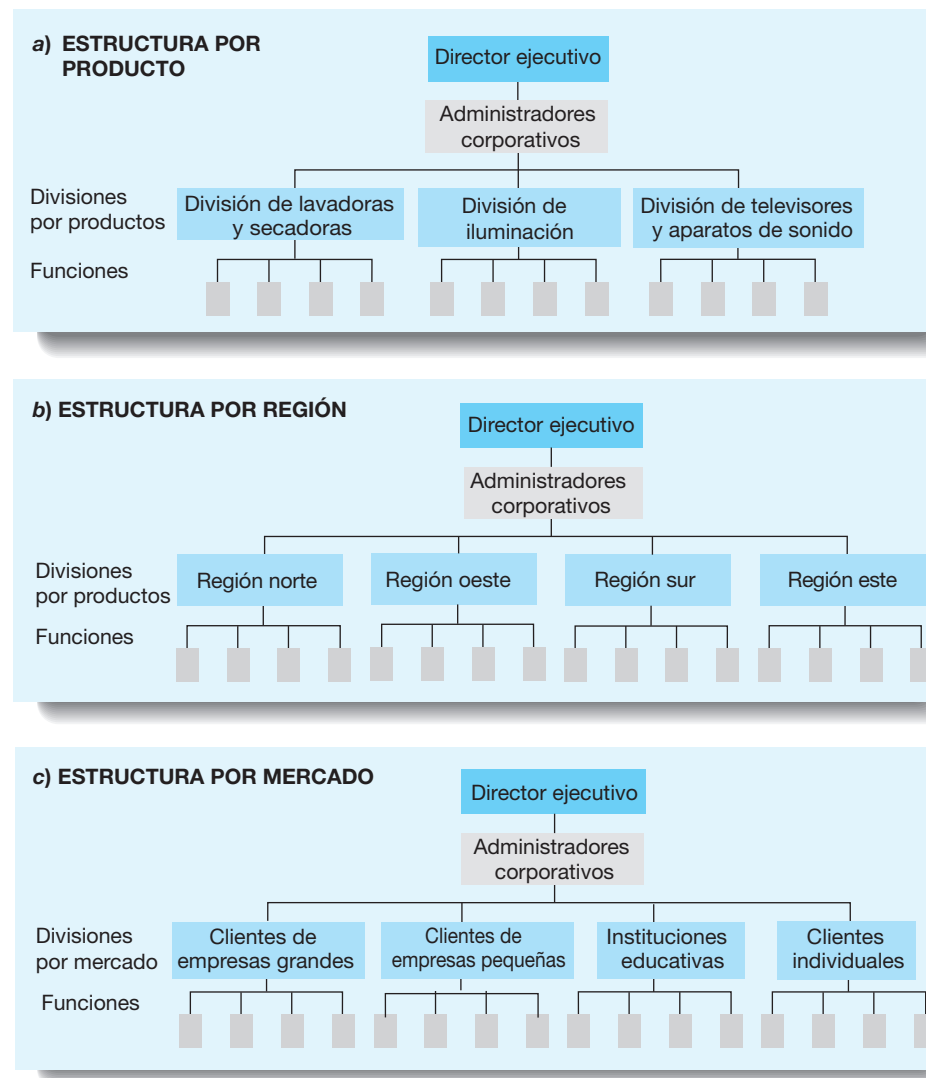 a) ESTRUCTURA POR
PRODUCTO
Director ejecutivo
Administradores
corporativos
Divisiones
por productos
División de lavadoras
y secadoras
División de
iluminación
División de televisores
y aparatos de sonido
Funciones
b) ESTRUCTURA POR REGIÓN
Director ejecutivo
Administradores
corporativos
Divisiones
por productos
Región norte
Región oeste
Región sur
Región este
Funciones
c) ESTRUCTURA POR MERCADO
Director ejecutivo
Administradores
corporativos
Divisiones
por mercado
Clientes de
empresas grandes
Clientes de
empresas pequeñas
Instituciones
educativas
Clientes
individuales
Funciones